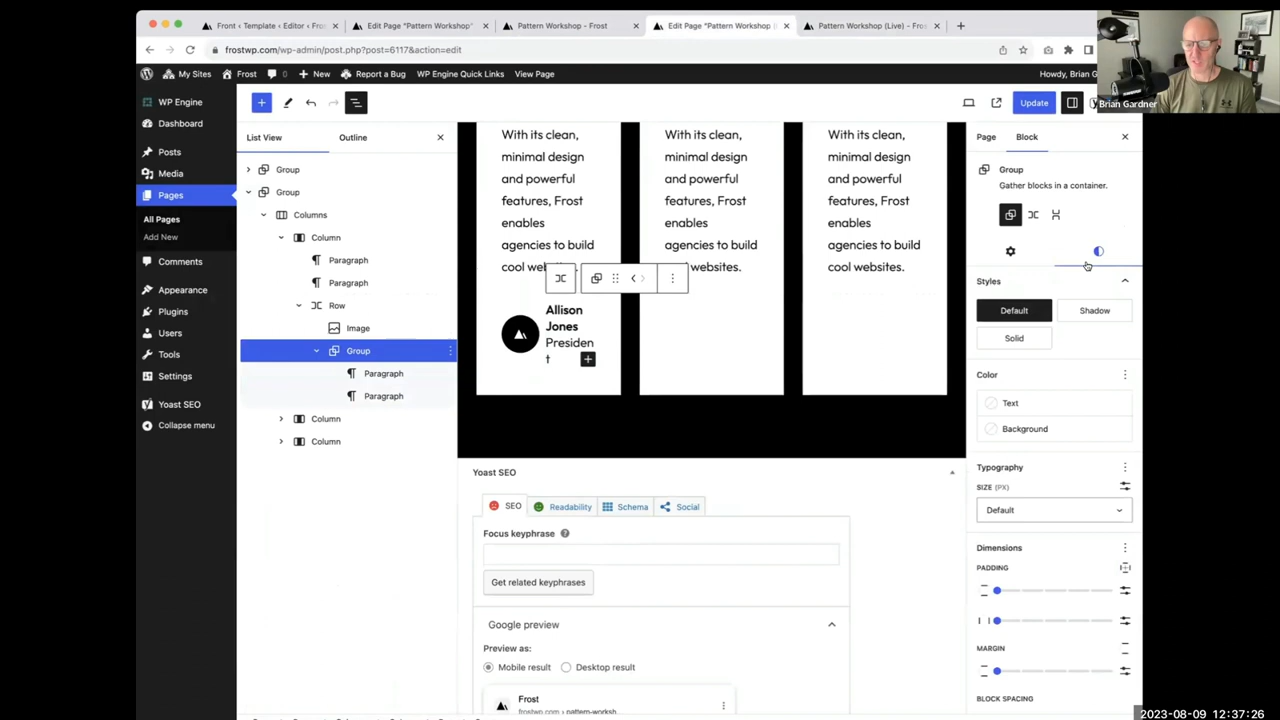 Front ‹ Template ‹ Editor ‹ Fro
Edit Page "Pattern Workshop"
Pattern Workshop - Frost
Edit Page "Pattern Workshop (
Pattern Workshop (Live) - Fros
frostwp.com/wp-admin/post.php?post=6117&action=edit
My Sites
Frost
0
New
Report a Bug
WP Engine Quick Links
View Page
Howdy, Brian G
Brian Gardner
WP Engine
Dashboard
Posts
Media
Pages
All Pages
Add New
Comments
Appearance
Plugins
Users
Tools
Settings
Yoast SEO
Collapse menu
Update
List View
Outline
Group
Group
Columns
Column
Paragraph
Paragraph
Row
Image
Group
Paragraph
Paragraph
Column
Column
With its clean,
minimal design
and powerful
features, Frost
enables
agencies to build
cool we
Allison
Jones
Presiden
t
With its clean,
minimal design
and powerful
features, Frost
enables
agencies to build
websites.
With its clean,
minimal design
and powerful
features, Frost
enables
agencies to build
cool websites.
Yoast SEO
SEO
Readability
Schema
Social
Focus keyphrase
Get related keyphrases
Google preview
Preview as:
Mobile result
Desktop result
Frost
frostwp.com › pattern-worksh...
Page
Block
Group
Gather blocks in a container.
Styles
Default
Shadow
Solid
Color
Text
Background
Typography
SIZE (PX)
Default
Dimensions
PADDING
MARGIN
BLOCK SPACING
2023-08-09 12:37:26